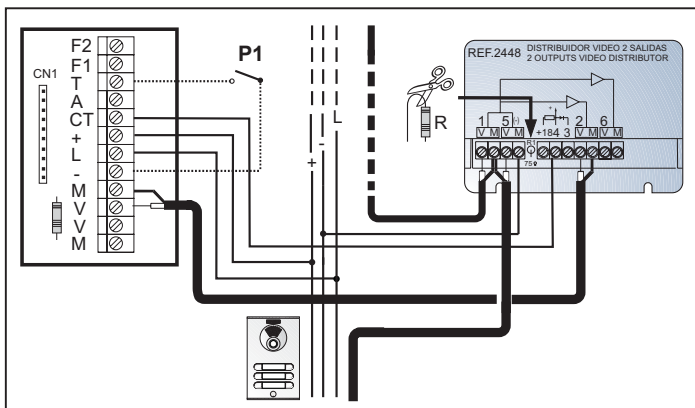 F2
F1
T
A
CT
+
L
-
M
V
V
M
CN1
P1
L
-
+
R
REF.2448 DISTRIBUIDOR VIDEO 2 SALIDAS
2 OUTPUTS VIDEO DISTRIBUTOR
1 5 (-) +18 4 3 2 6
V M V M R1 V M V M
75